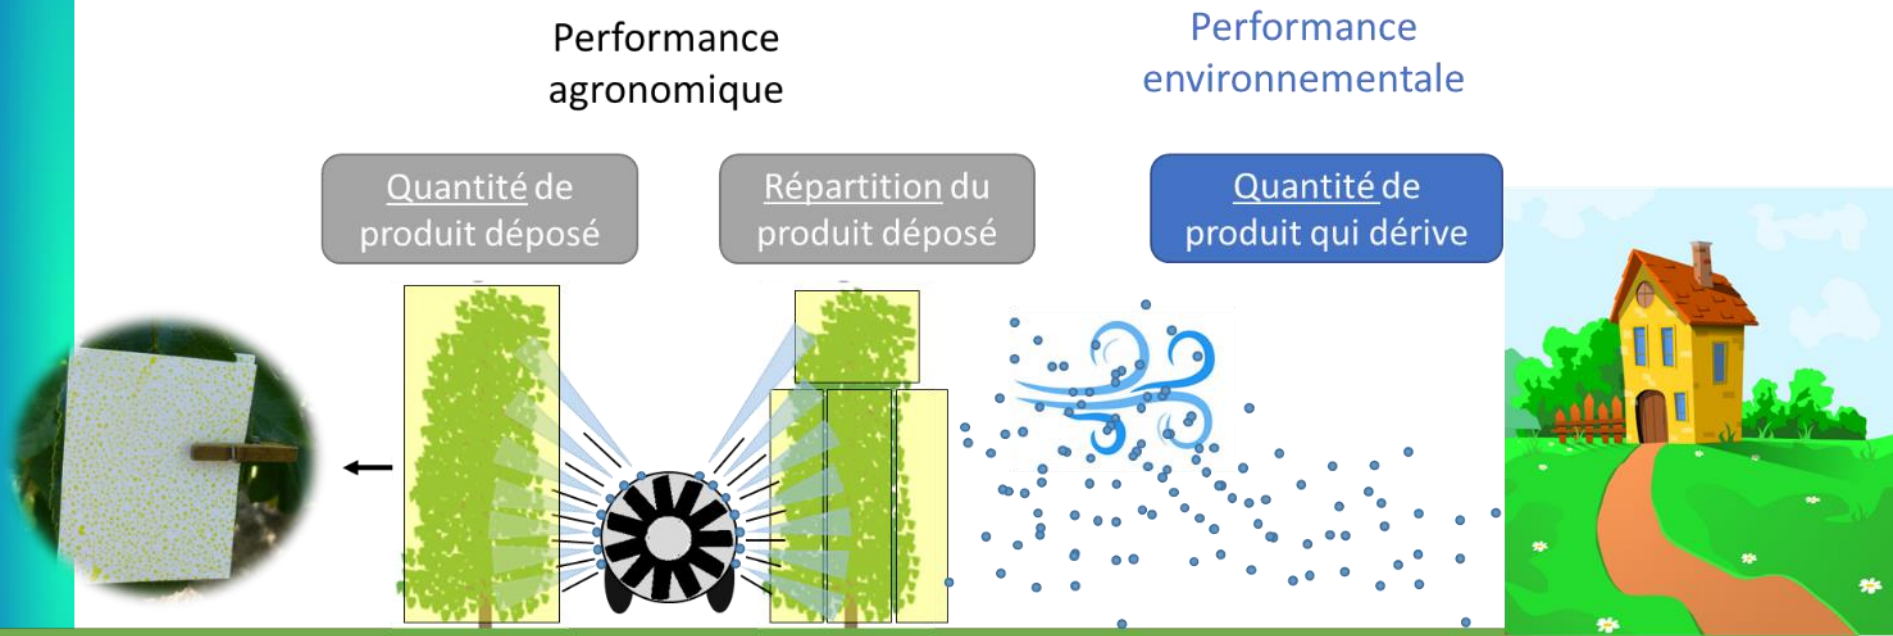 Performance
agronomique
Performance
environnementale
Quantité de
produit déposé
Répartition du
produit déposé
Quantité de
produit qui dérive